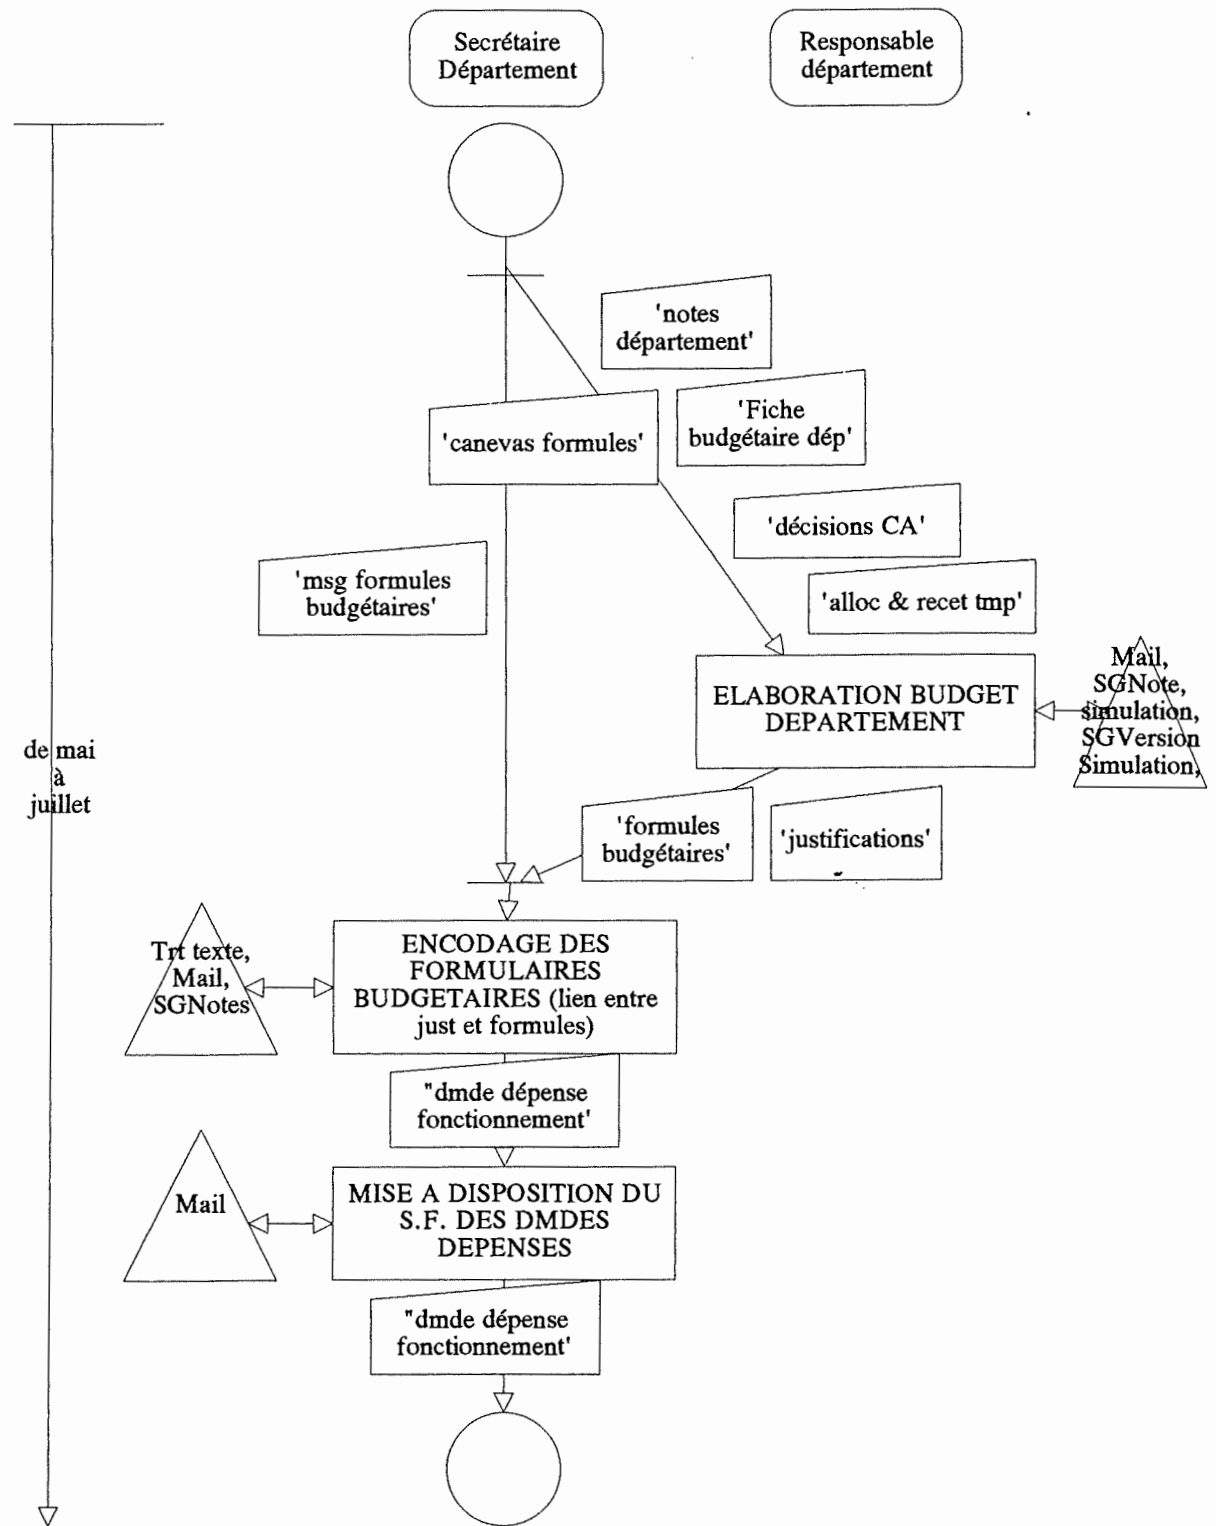 Secrétaire
Département
Responsable
département
'notes
département'
'Fiche
budgétaire dép'
'canevas formules'
'décisions CA'
'msg formules
budgétaires'
'alloc & recet tmp'
Mail,
SGNote,
simulation,
SGVersion
Simulation,
ELABORATION BUDGET
DEPARTEMENT
de mai
à
juillet
'formules
budgétaires'
'justifications'
Trt texte,
Mail,
SGNotes
ENCODAGE DES
FORMULAIRES
BUDGETAIRES (lien entre
just et formules)
"dmde dépense
fonctionnement'
Mail
MISE A DISPOSITION DU
S.F. DES DMDES
DEPENSES
"dmde dépense
fonctionnement'